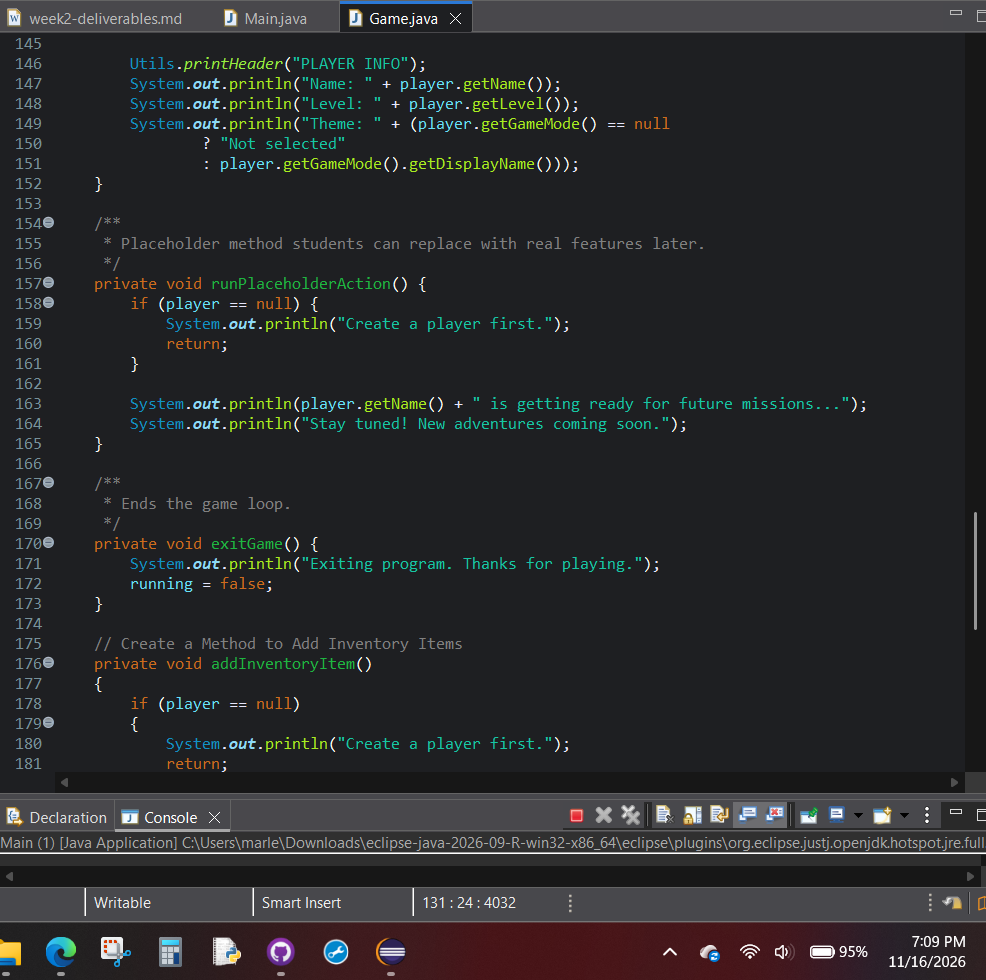 week2-deliverables.md Main.java Game.java
145
146 Utils.printHeader("PLAYER INFO");
147 System.out.println("Name: " + player.getName());
148 System.out.println("Level: " + player.getLevel());
149 System.out.println("Theme: " + (player.getGameMode() == null
150 ? "Not selected"
151 : player.getGameMode().getDisplayName()));
152 }
153
154 /**
155 * Placeholder method students can replace with real features later.
156 */
157 private void runPlaceholderAction() {
158 if (player == null) {
159 System.out.println("Create a player first.");
160 return;
161 }
162
163 System.out.println(player.getName() + " is getting ready for future missions...");
164 System.out.println("Stay tuned! New adventures coming soon.");
165 }
166
167 /**
168 * Ends the game loop.
169 */
170 private void exitGame() {
171 System.out.println("Exiting program. Thanks for playing.");
172 running = false;
173 }
174
175 // Create a Method to Add Inventory Items
176 private void addInventoryItem()
177 {
178 if (player == null)
179 {
180 System.out.println("Create a player first.");
181 return;
Declaration Console
Main (1) [Java Application] C:\Users\marle\Downloads\eclipse-java-2026-09-R-win32-x86_64\eclipse\plugins\org.eclipse.justj.openjdk.hotspot.jre.full
Writable Smart Insert 131 : 24 : 4032
95% 7:09 PM
11/16/2026